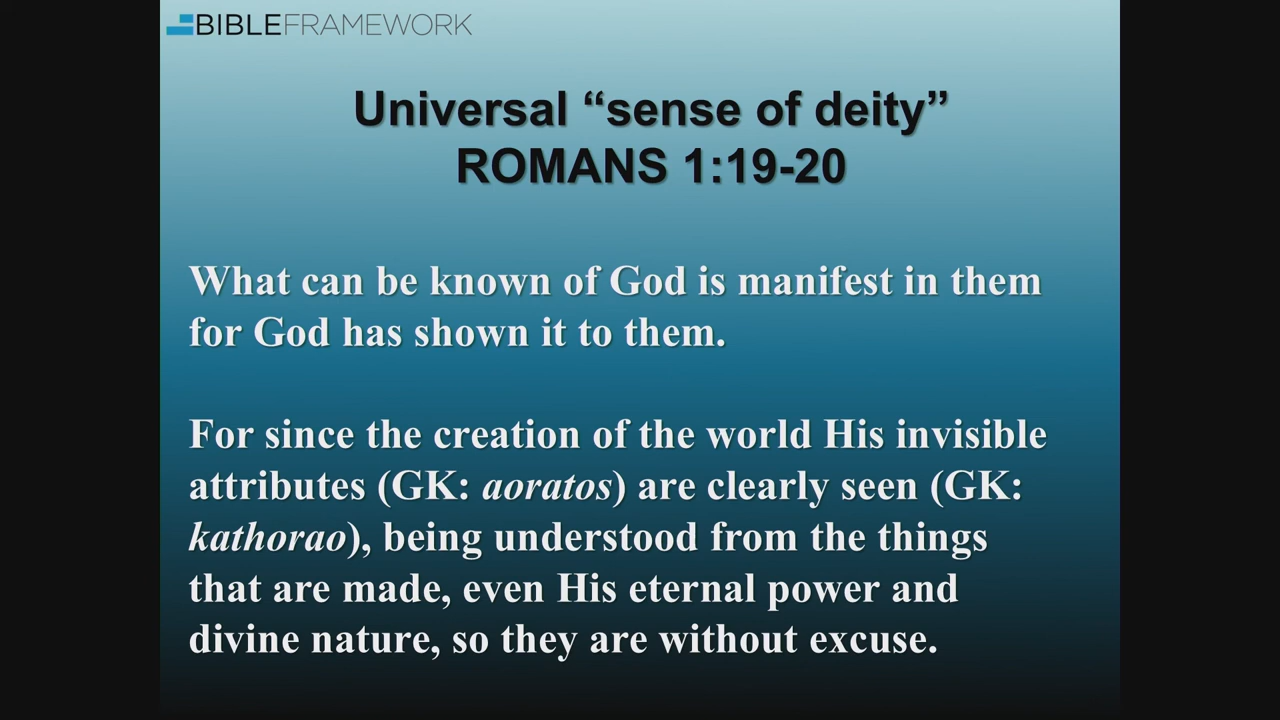 BIBLEFRAMEWORK
Universal “sense of deity”
ROMANS 1:19-20
What can be known of God is manifest in them
for God has shown it to them.
For since the creation of the world His invisible
attributes (GK: aoratos) are clearly seen (GK:
kathorao), being understood from the things
that are made, even His eternal power and
divine nature, so they are without excuse.